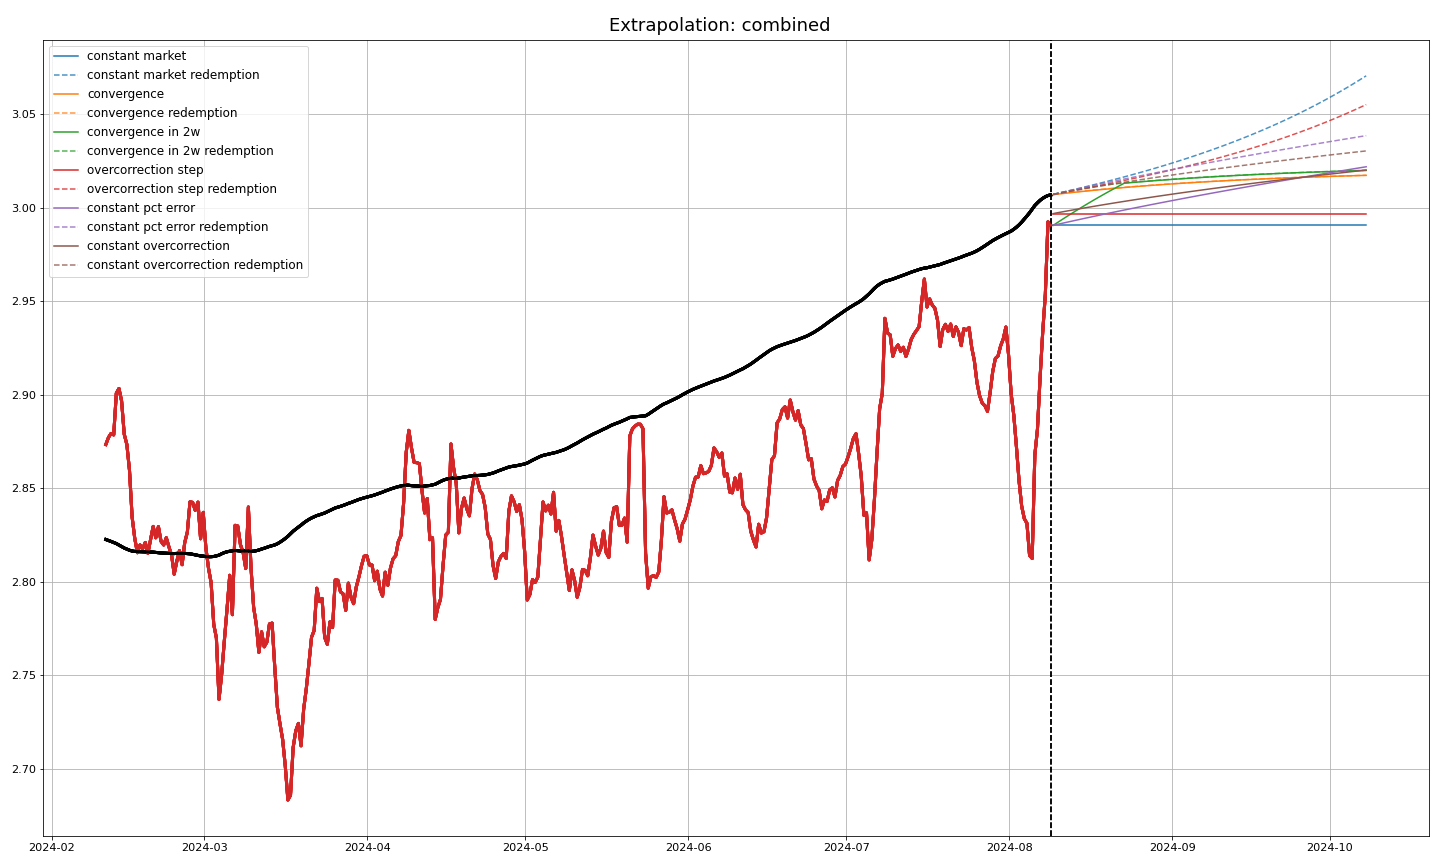 Extrapolation: combined
constant market
constant market redemption
convergence
convergence redemption
convergence in 2w
convergence in 2w redemption
overcorrection step
overcorrection step redemption
constant pct error
constant pct error redemption
constant overcorrection
constant overcorrection redemption
3.05
3.00
2.95
2.90
2.85
2.80
2.75
2.70
2024-02 2024-03 2024-04 2024-05 2024-06 2024-07 2024-08 2024-09 2024-10